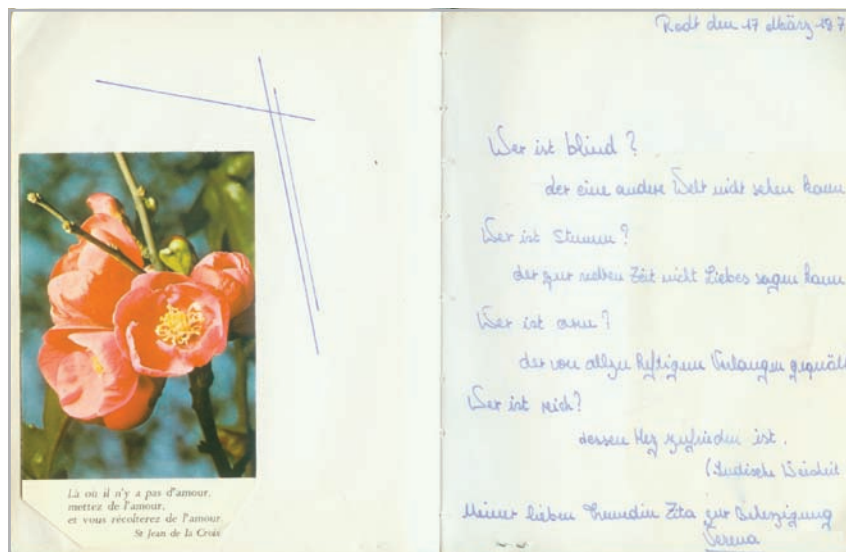 Là où il n'y a pas d'amour,
mettez de l'amour,
et vous récolterez de l'amour
St Jean de la Croix
Rodt den 17 März 197
Wer ist blind?
der eine andere Welt nicht sehen kann
Wer ist stumm?
der zur rechten Zeit nicht Liebes sagen kann
Wer ist arm?
der von allzu heftigem Verlangen gequält
Wer ist reich?
dessen Herz zufrieden ist.
(Indische Weisheit
Meiner lieben Freundin Zita zur Beherzigung
Verena